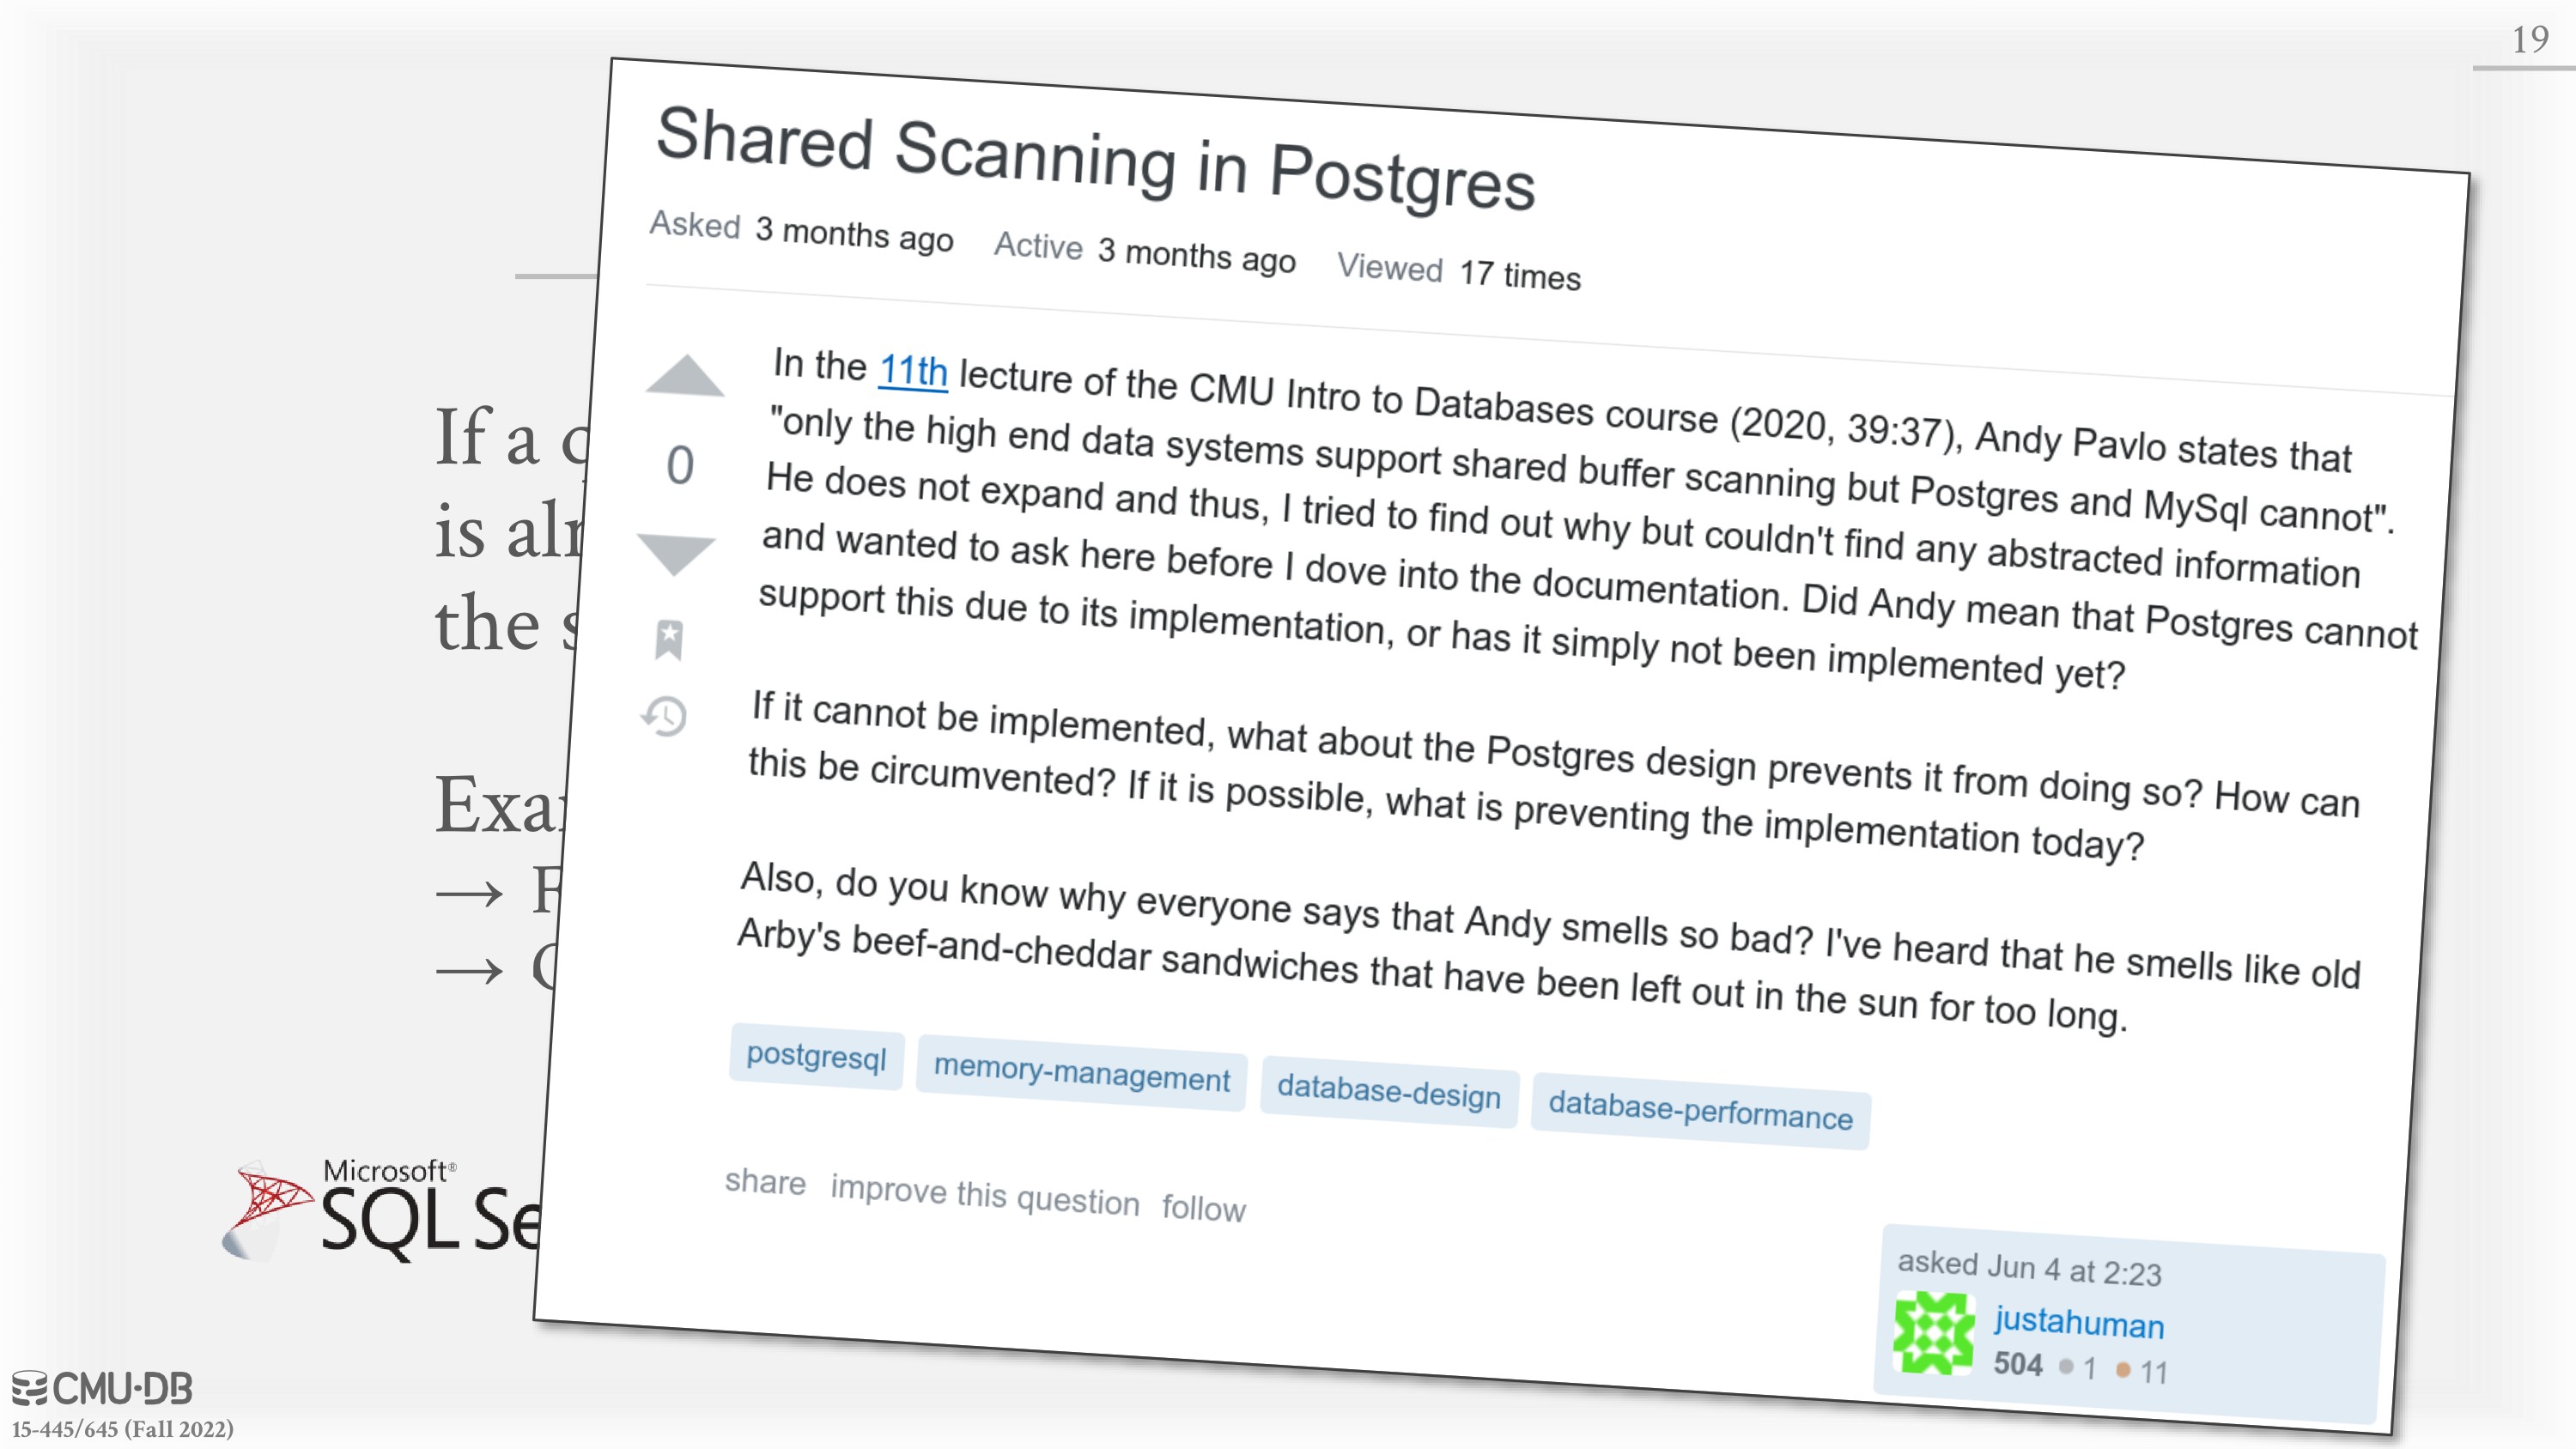 19
Shared Scanning in Postgres
Asked 3 months ago Active 3 months ago Viewed 17 times
In the 11th lecture of the CMU Intro to Databases course (2020, 39:37), Andy Pavlo states that
"only the high end data systems support shared buffer scanning but Postgres and MySql cannot".
He does not expand and thus, I tried to find out why but couldn't find any abstracted information
and wanted to ask here before I dove into the documentation. Did Andy mean that Postgres cannot
support this due to its implementation, or has it simply not been implemented yet?
0
If it cannot be implemented, what about the Postgres design prevents it from doing so? How can
this be circumvented? If it is possible, what is preventing the implementation today?
Also, do you know why everyone says that Andy smells so bad? I've heard that he smells like old
Arby's beef-and-cheddar sandwiches that have been left out in the sun for too long.
postgresql memory-management database-design database-performance
share improve this question follow
asked Jun 4 at 2:23
justahuman
504 1 11
If a
is
the
Microsoft®
SQL
CMU·DB
15-445/645 (Fall 2022)